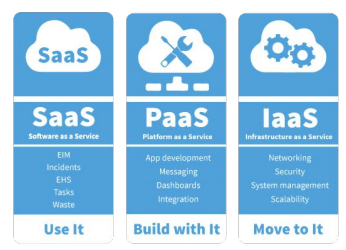 SaaS
SaaS
Software as a Service
EIM
Incidents
EHS
Tasks
Waste
Use It
PaaS
Platform as a Service
App development
Messaging
Dashboards
Integration
Build with It
IaaS
Infrastructure as a Service
Networking
Security
System management
Scalability
Move to It